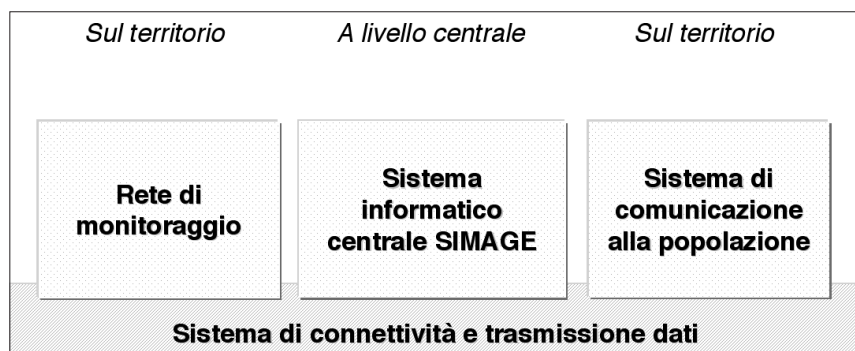 Sul territorio
A livello centrale
Sul territorio
Rete di
monitoraggio
Sistema
informatico
centrale SIMAGE
Sistema di
comunicazione
alla popolazione
Sistema di connettività e trasmissione dati